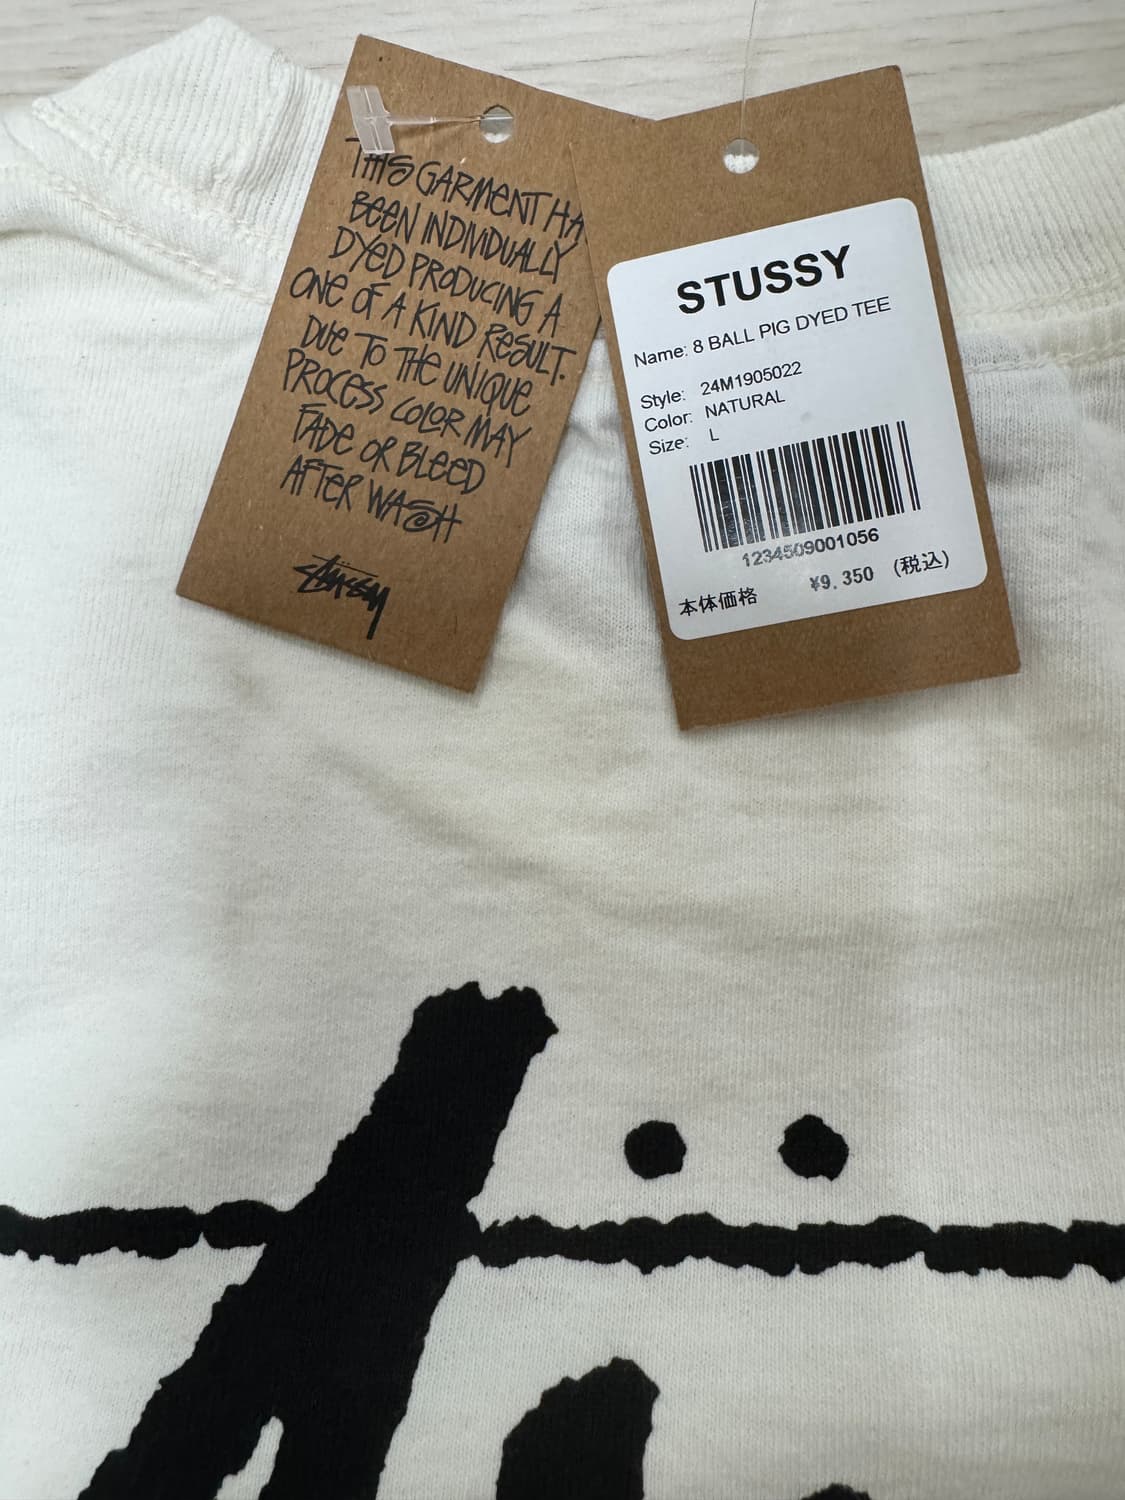 THIS GARMENT HA
BEEN INDIVIDUALLY
DYED PRODUCING A
ONE OF A KIND RESULT.
DUE TO THE UNIQUE
PROCESS COLOR MAY
FADE OR BLEED
AFTER WASH
STÜSSY
STUSSY
Name: 8 BALL PIG DYED TEE
Style: 24M1905022
Color: NATURAL
Size: L
1234509001056
本体価格 ¥9,350 (税込)